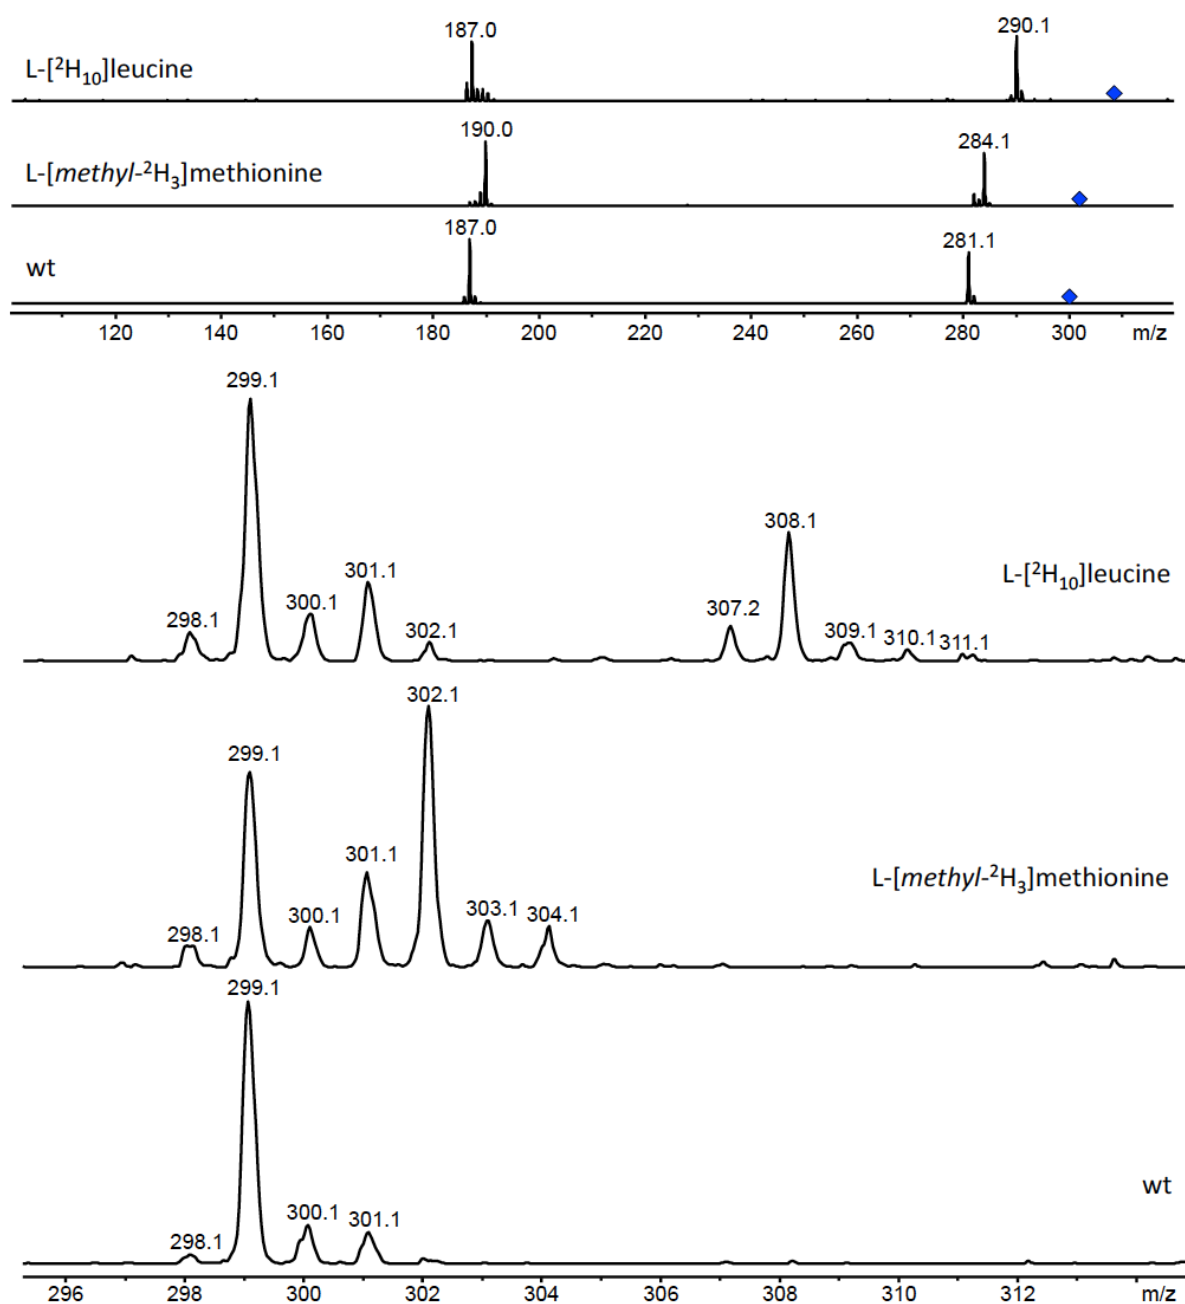 187.0 290.1
L-[²H₁₀]leucine
190.0 284.1
L-[methyl-²H₃]methionine
187.0 281.1
wt
120 140 160 180 200 220 240 260 280 300 m/z
299.1
308.1
L-[²H₁₀]leucine
301.1
300.1 307.2
298.1 302.1 309.1 310.1 311.1
302.1
299.1
L-[methyl-²H₃]methionine
301.1
300.1 303.1 304.1
298.1
299.1
wt
300.1 301.1
298.1
296 298 300 302 304 306 308 310 312 m/z